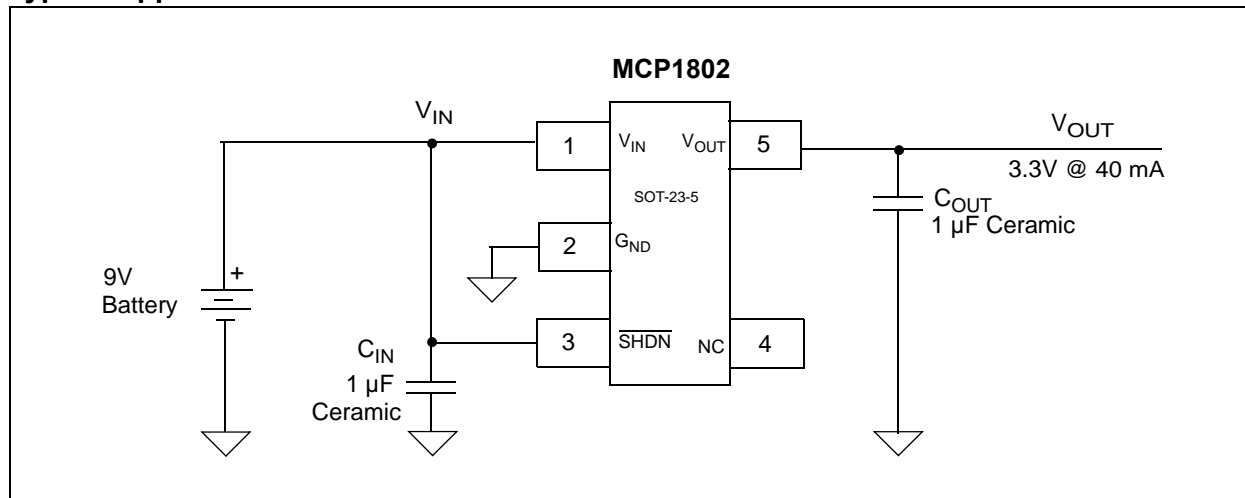 MCP1802
V_IN
1
V_IN
V_OUT
5
V_OUT
3.3V @ 40 mA
SOT-23-5
C_OUT
1 µF Ceramic
2
G_ND
9V
Battery
+
3
SHDN
NC
4
C_IN
1 µF
Ceramic